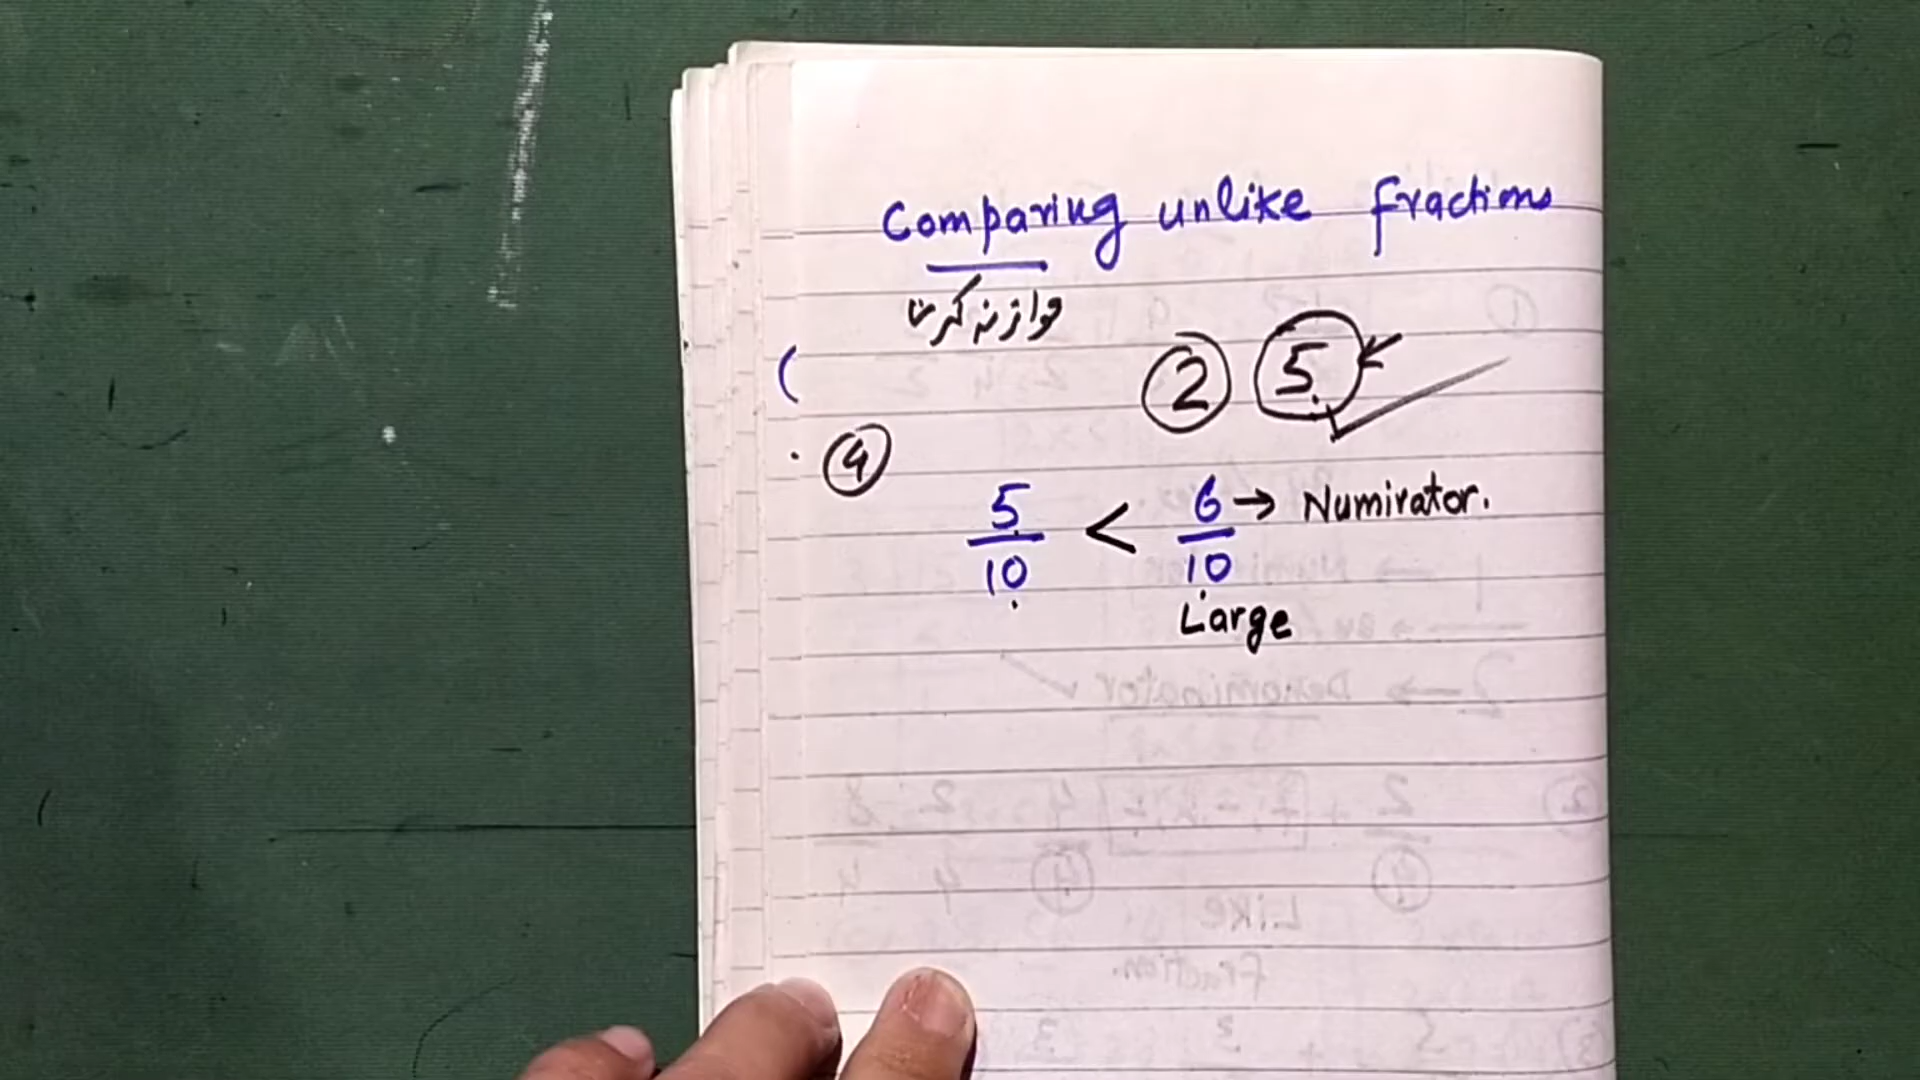 Comparing unlike fractions
موازنہ کرنا
(
2 5
. 4
5/10 < 6/10 → Numirator.
Large